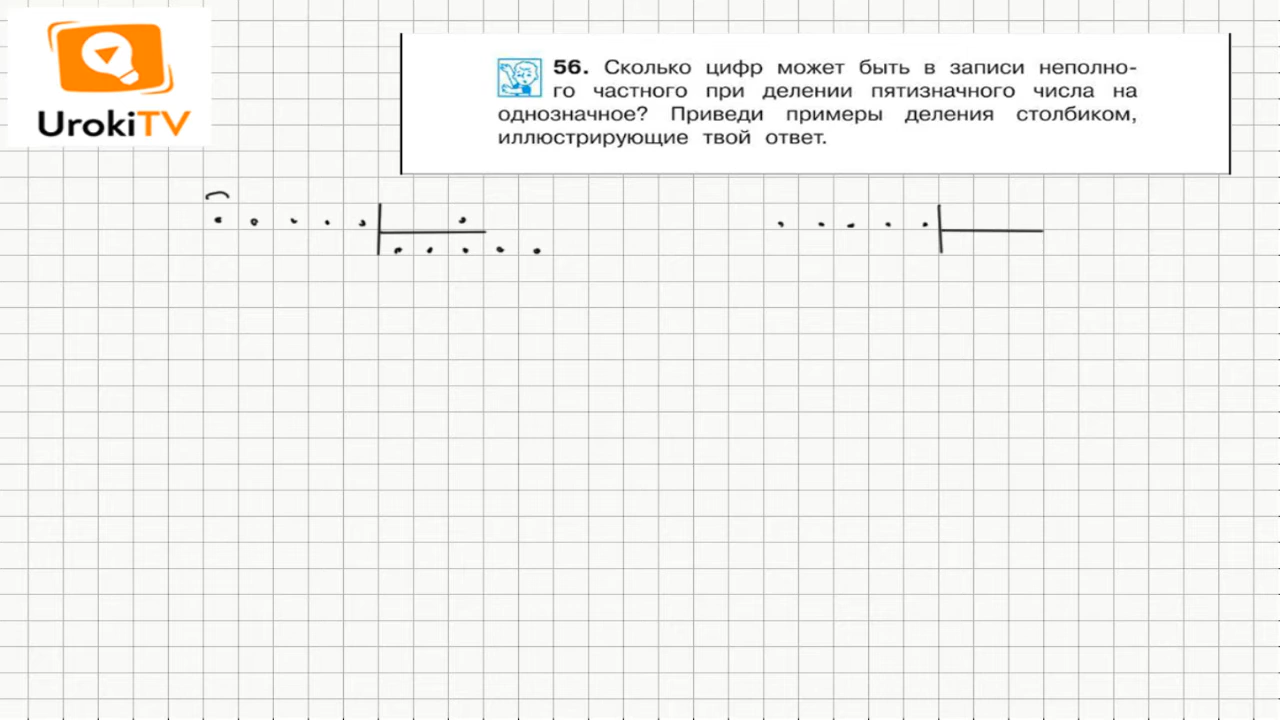 UrokiTV
56. Сколько цифр может быть в записи неполно-
го частного при делении пятизначного числа на
однозначное? Приведи примеры деления столбиком,
иллюстрирующие твой ответ.